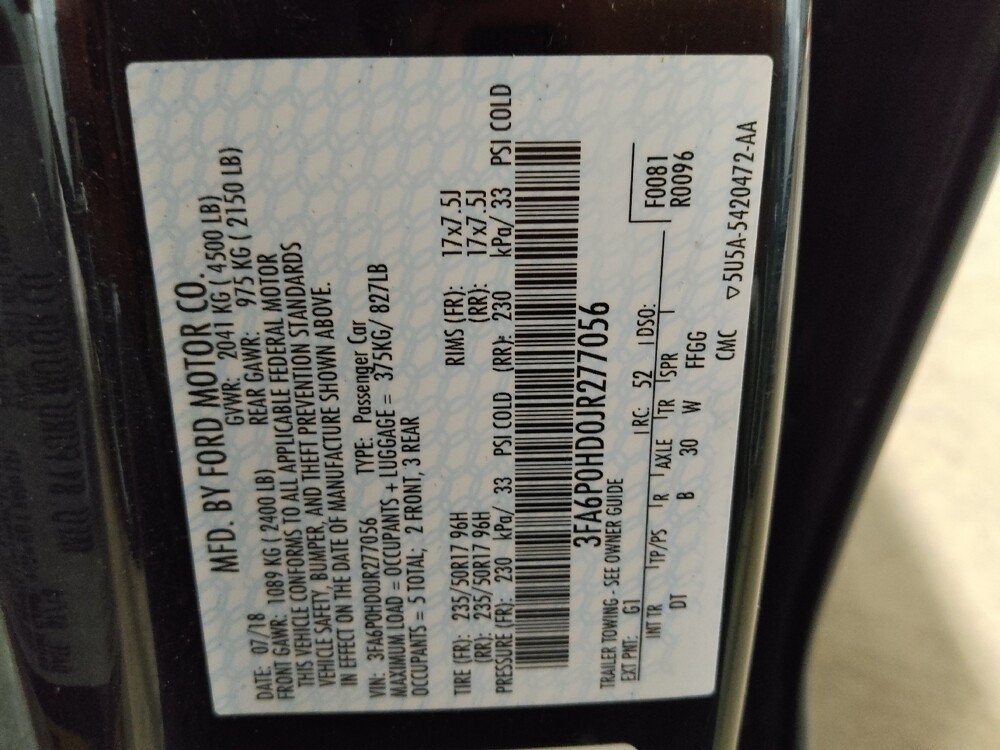 MFD. BY FORD MOTOR CO.
DATE: 07/18 GVWR: 2041 KG ( 4500 LB)
FRONT GAWR: 1089 KG ( 2400 LB) REAR GAWR: 975 KG ( 2150 LB)
THIS VEHICLE CONFORMS TO ALL APPLICABLE FEDERAL MOTOR
VEHICLE SAFETY, BUMPER, AND THEFT PREVENTION STANDARDS
IN EFFECT ON THE DATE OF MANUFACTURE SHOWN ABOVE.
VIN: 3FA6P0HD0JR277056 TYPE: Passenger Car
MAXIMUM LOAD = OCCUPANTS + LUGGAGE = 375KG/ 827LB
OCCUPANTS = 5 TOTAL; 2 FRONT, 3 REAR
TIRE (FR): 235/50R17 96H RIMS (FR): 17x7.5J
(RR): 235/50R17 96H (RR): 17x7.5J
PRESSURE (FR): 230 kPa/ 33 PSI COLD (RR): 230 kPa/ 33 PSI COLD
3FA6P0HD0JR277056
TRAILER TOWING - SEE OWNER GUIDE
EXT PNT: G1 RC: 52 DSO: F0081
INT TR TP/PS R AXLE TR SPR R0096
DT B 30 W FFGG
CMC ▽5U5A-5420472-AA